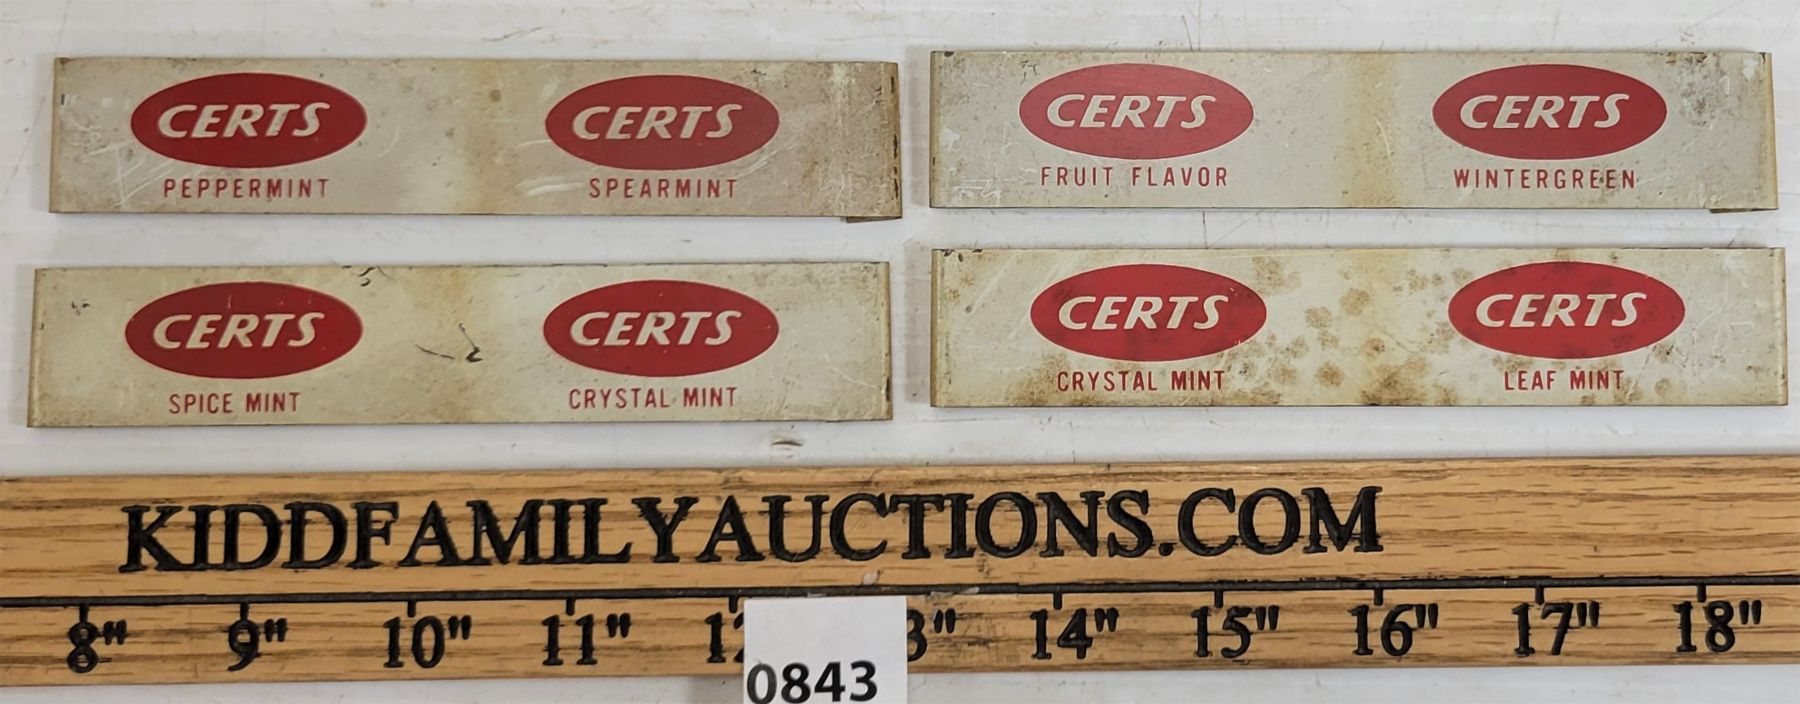 CERTS
PEPPERMINT
CERTS
SPEARMINT
CERTS
FRUIT FLAVOR
CERTS
WINTERGREEN
CERTS
SPICE MINT
CERTS
CRYSTAL MINT
CERTS
CRYSTAL MINT
CERTS
LEAF MINT
KIDDFAMILYAUCTIONS.COM
8" 9" 10" 11" 14" 15" 16" 17" 18"
0843